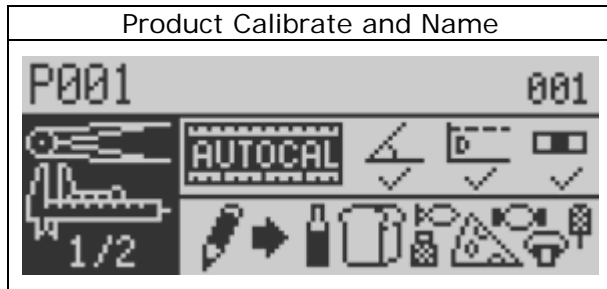 Product Calibrate and Name
P001 001
AUTOCAL
D
1/2